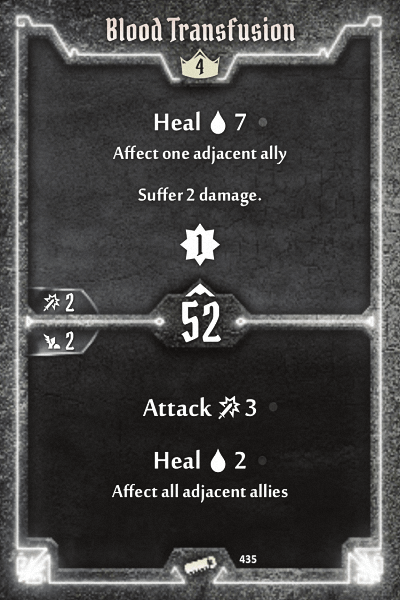 Blood Transfusion
4
Heal 7
Affect one adjacent ally
Suffer 2 damage.
1
2
52
2
Attack 3
Heal 2
Affect all adjacent allies
435